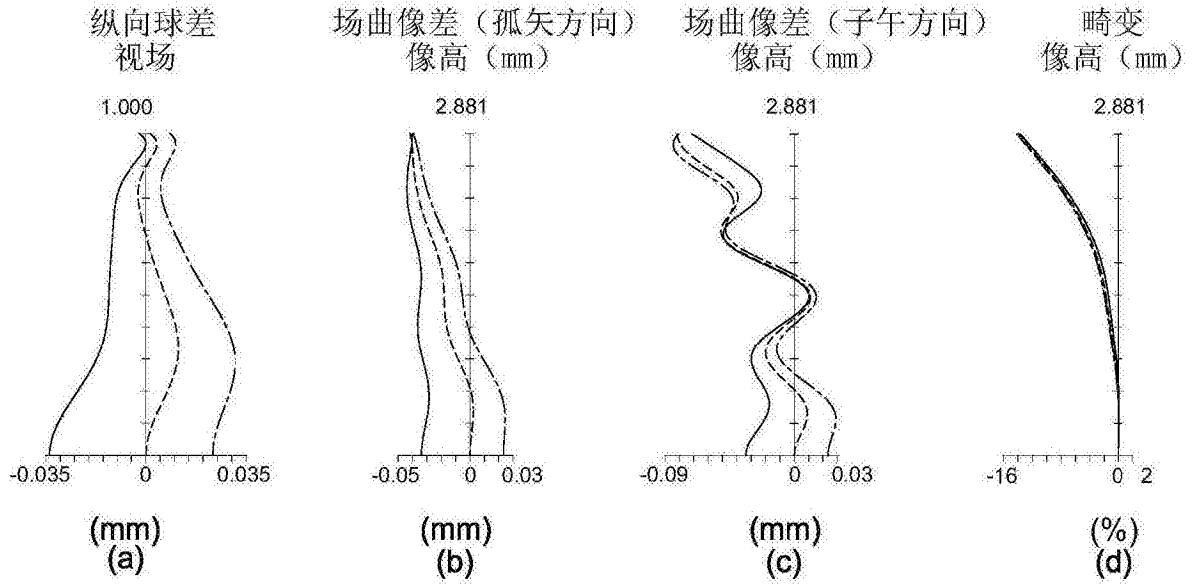 纵向球差
视场
1.000
-0.035 0 0.035
(mm)
(a)
场曲像差（孤矢方向）
像高（mm）
2.881
-0.05 0 0.03
(mm)
(b)
场曲像差（子午方向）
像高（mm）
2.881
-0.09 0 0.03
(mm)
(c)
畸变
像高（mm）
2.881
-16 0 2
(%)
(d)